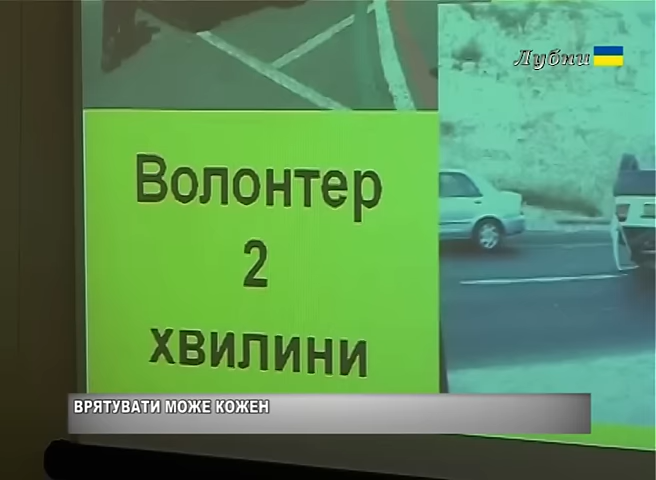 Лубни
Волонтер
2
хвилини
ВРЯТУВАТИ МОЖЕ КОЖЕН